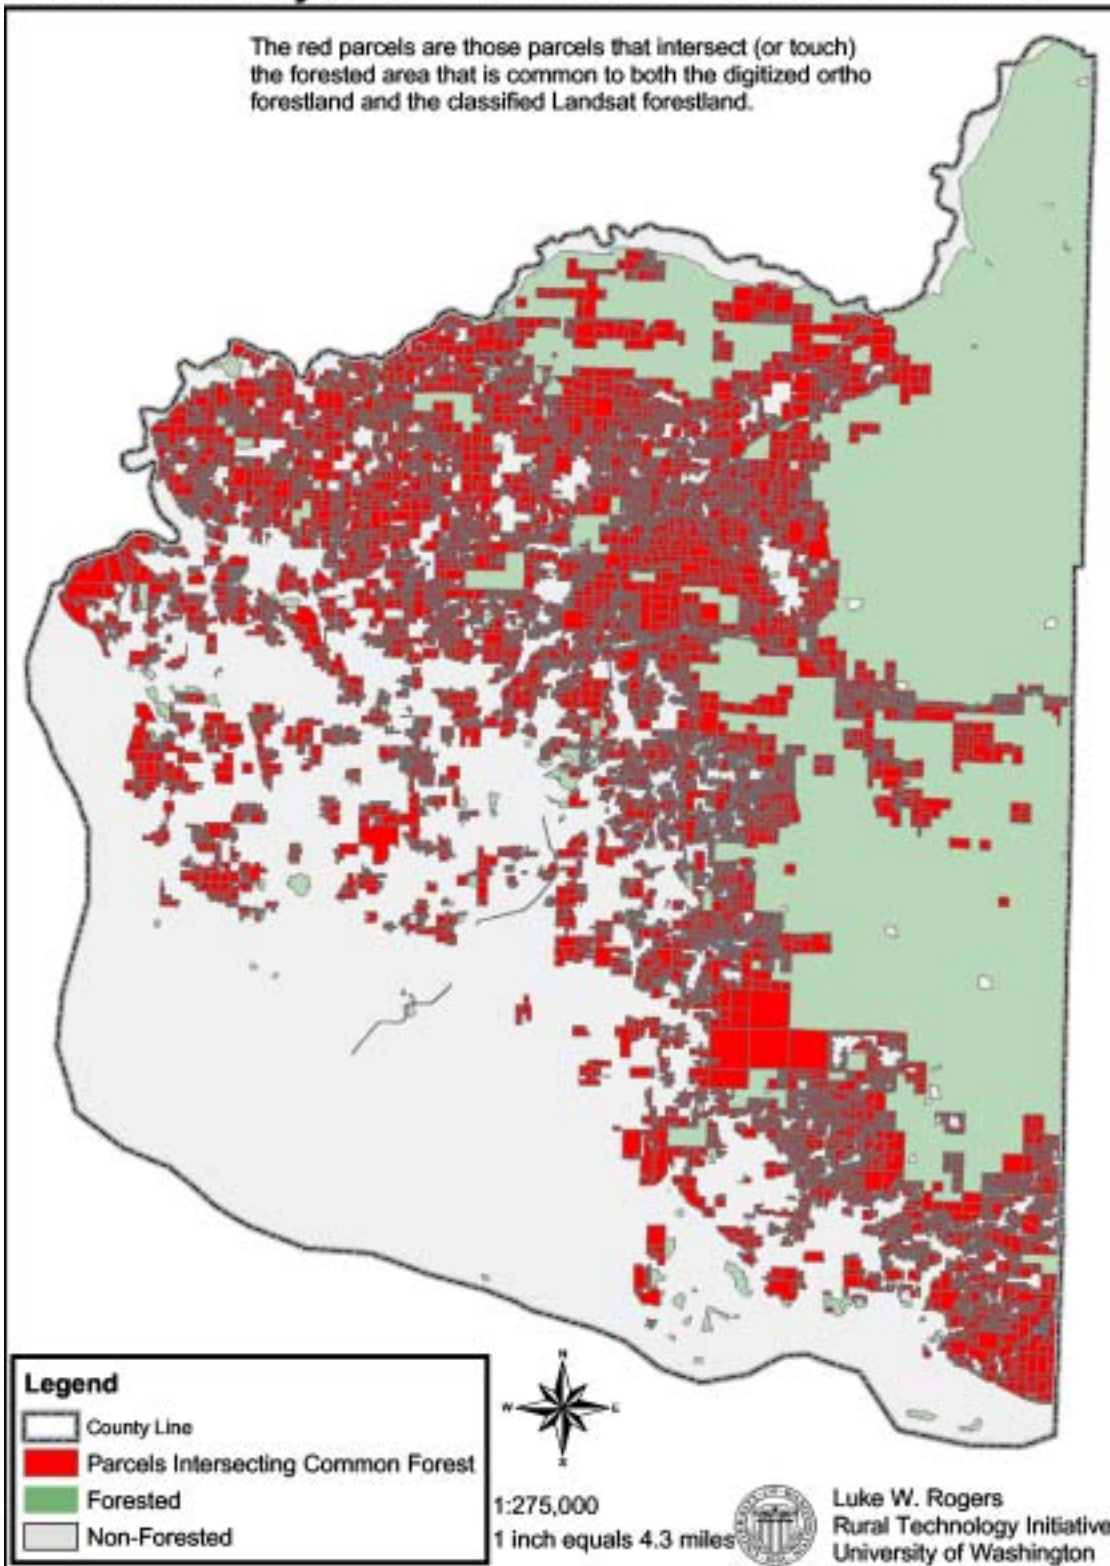 The red parcels are those parcels that intersect (or touch)
the forested area that is common to both the digitized ortho
forestland and the classified Landsat forestland.
Legend
County Line
Parcels Intersecting Common Forest
Forested
Non-Forested
N
W
E
S
1:275,000
1 inch equals 4.3 miles
Luke W. Rogers
Rural Technology Initiative
University of Washington